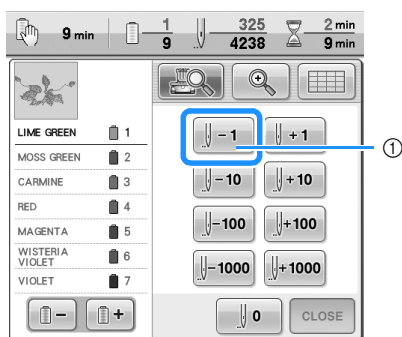 9 min
1
9
325
4238
2 min
9 min
LIME GREEN 1
MOSS GREEN 2
CARMINE 3
RED 4
MAGENTA 5
WISTERIA
VIOLET 6
VIOLET 7
−1 +1
−10 +10
−100 +100
−1000 +1000
− +
0 CLOSE
①